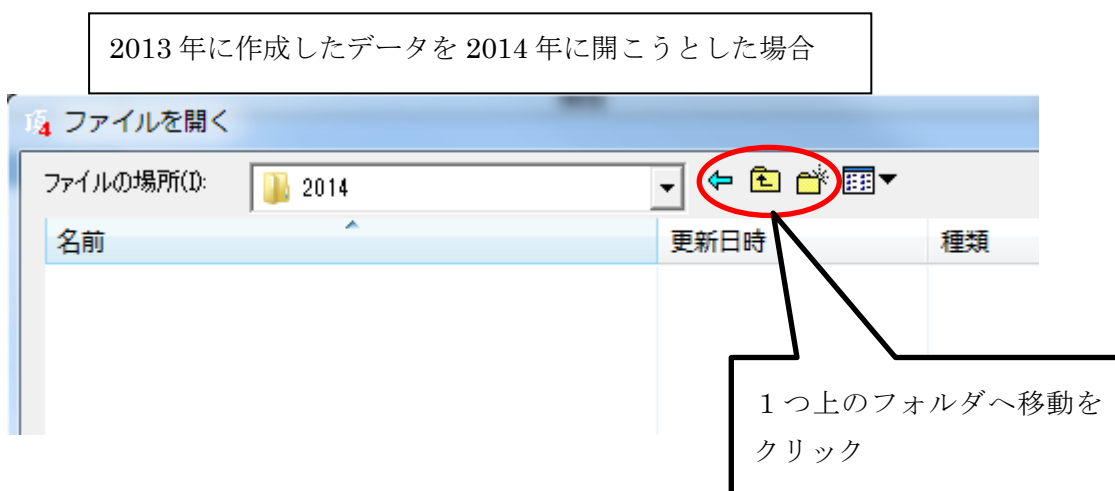 2013 年に作成したデータを 2014 年に開こうとした場合
頂4 ファイルを開く
ファイルの場所(I):
2014
名前
更新日時
種類
1つ上のフォルダへ移動を
クリック